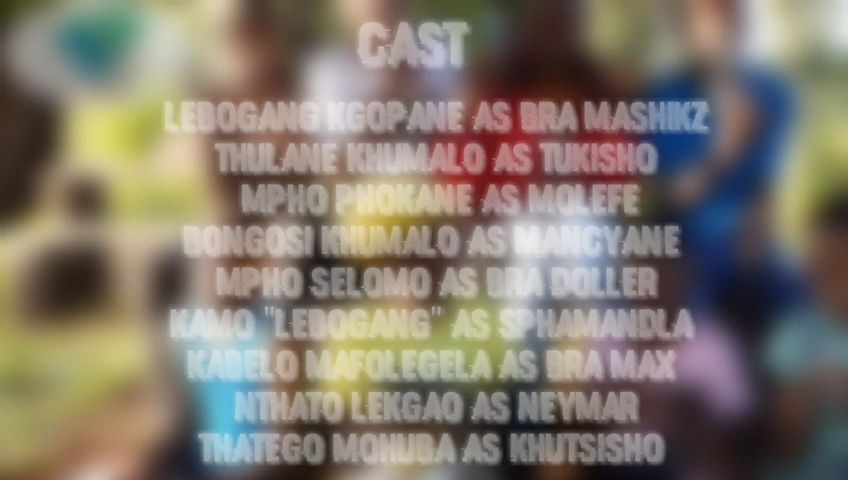 CAST
LEBOGANG KGOPANE AS BRA MASHIKZ
THULANE KHUMALO AS TUKISHO
MPHO PHOKANE AS MOLEFE
BONGOSI KHUMALO AS MANGYANE
MPHO SELOMO AS BRA DOLLER
KAMO "LEBOGANG" AS SPHAMANDLA
KABELO MAFOLEGELA AS BRA MAX
NTHATO LEKGAO AS NEYMAR
THATEGO MOHUBA AS KHUTSISHO